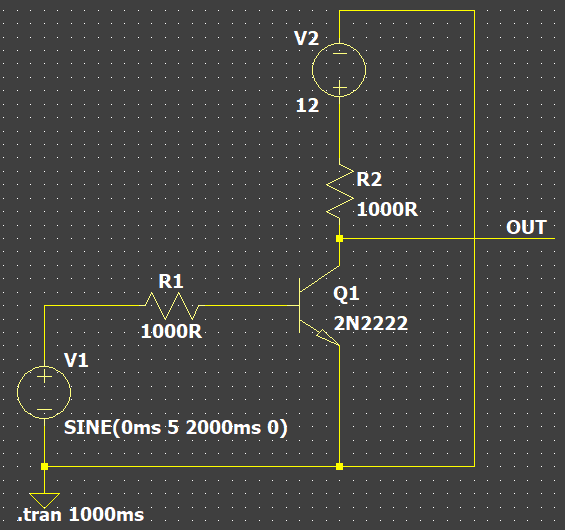 V2
12
R2
1000R
OUT
R1
1000R
Q1
2N2222
V1
SINE(0ms 5 2000ms 0)
.tran 1000ms